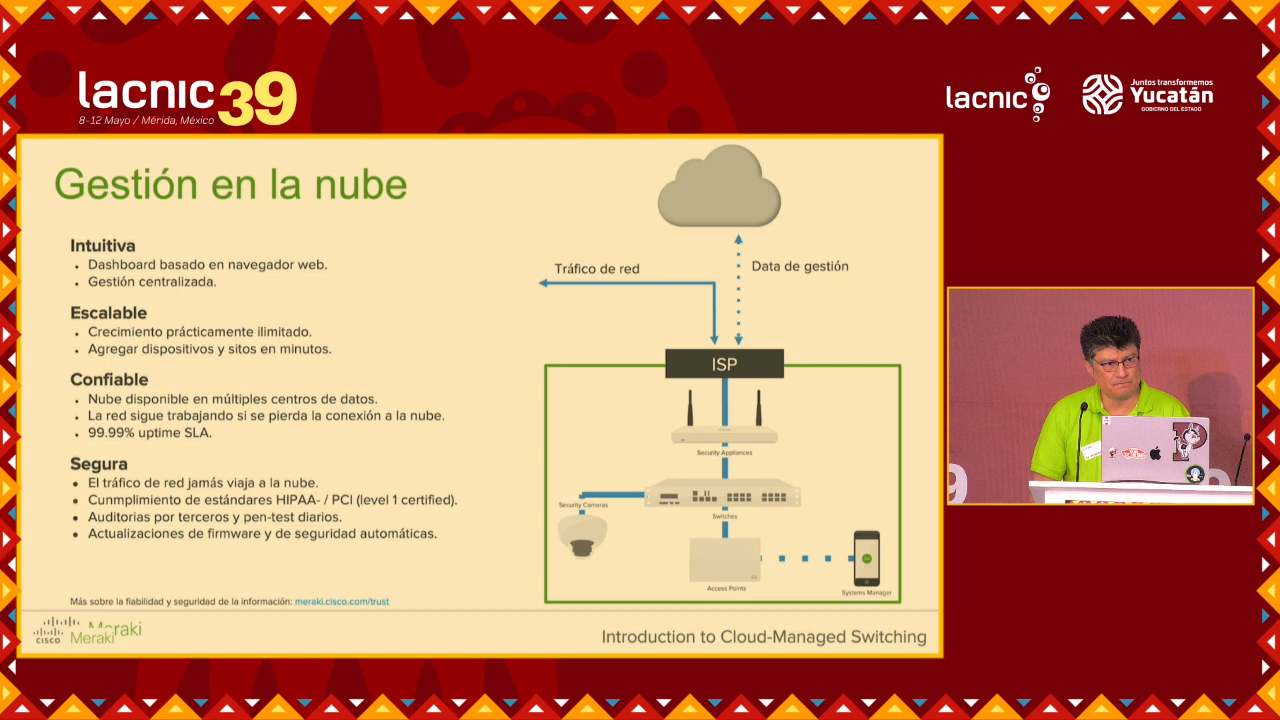 lacnic39
8-12 Mayo / Mérida, México
lacnic
Juntos transformemos
Yucatán
GOBIERNO DEL ESTADO
Gestión en la nube
Intuitiva
• Dashboard basado en navegador web.
• Gestión centralizada.
Escalable
• Crecimiento prácticamente ilimitado.
• Agregar dispositivos y sitos en minutos.
Confiable
• Nube disponible en múltiples centros de datos.
• La red sigue trabajando si se pierda la conexión a la nube.
• 99.99% uptime SLA.
Segura
• El tráfico de red jamás viaja a la nube.
• Cunmplimiento de estándares HIPAA- / PCI (level 1 certified).
• Auditorias por terceros y pen-test diarios.
• Actualizaciones de firmware y de seguridad automáticas.
Más sobre la fiabilidad y seguridad de la información: meraki.cisco.com/trust
Tráfico de red
Data de gestión
ISP
Security Appliances
Security Cameras
Switches
Access Points
Systems Manager
cisco Meraki
Meraki
Introduction to Cloud-Managed Switching
P
9